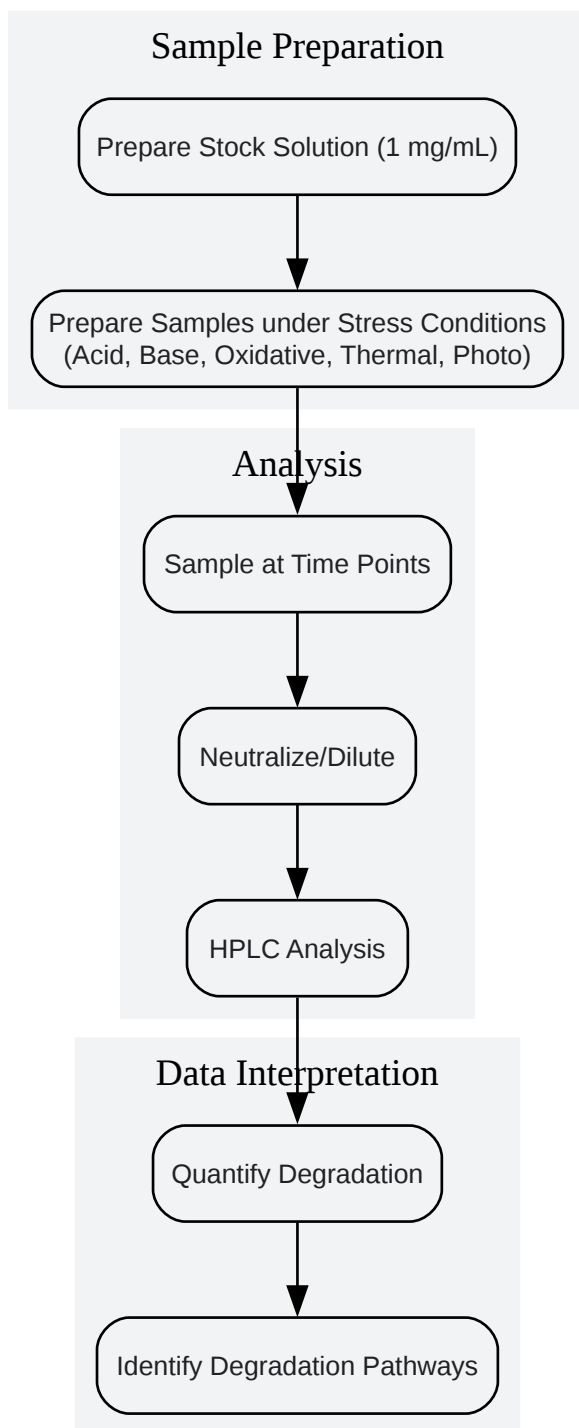 Sample Preparation
Prepare Stock Solution (1 mg/mL)
Prepare Samples under Stress Conditions
(Acid, Base, Oxidative, Thermal, Photo)
Analysis
Sample at Time Points
Neutralize/Dilute
HPLC Analysis
Data Interpretation
Quantify Degradation
Identify Degradation Pathways